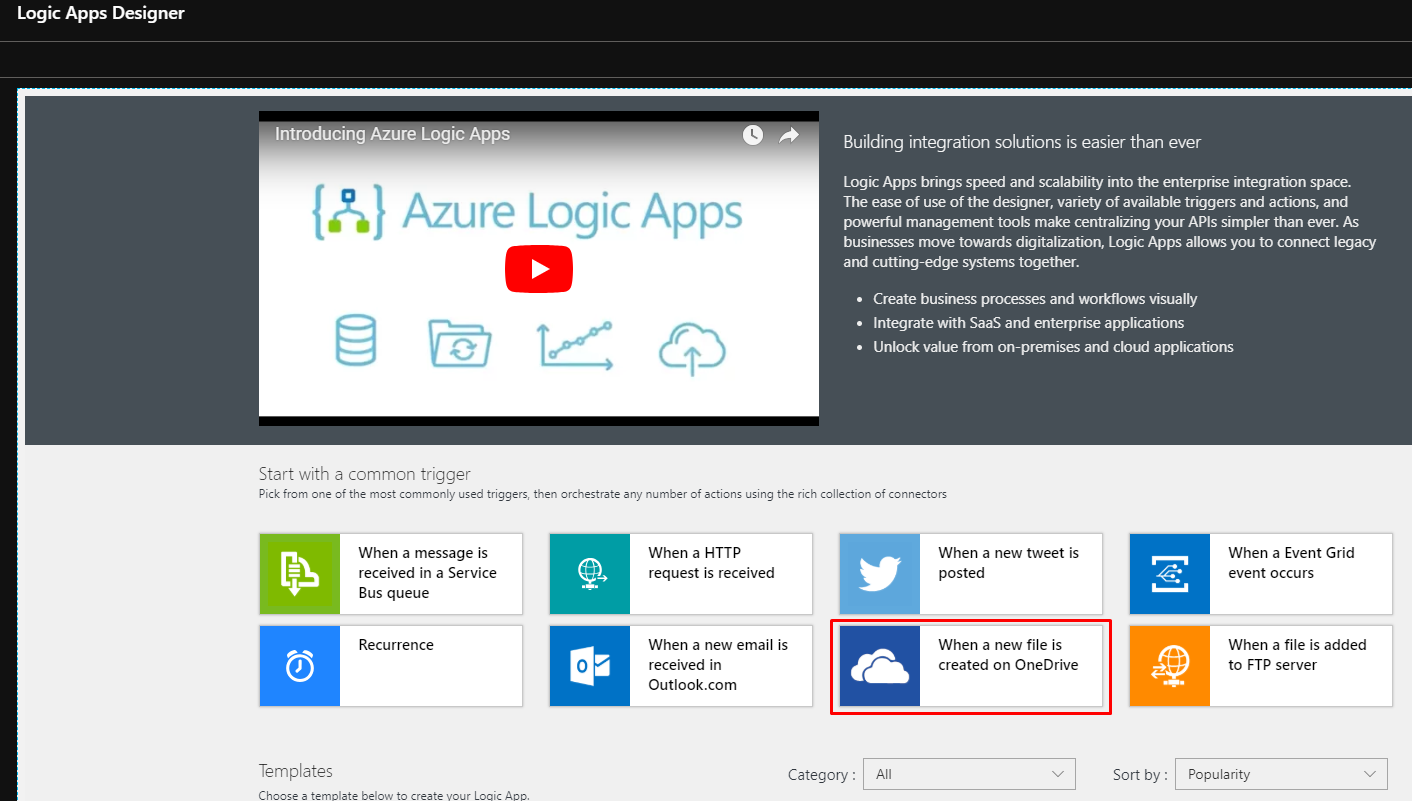 Logic Apps Designer
Introducing Azure Logic Apps
Azure Logic Apps
Building integration solutions is easier than ever
Logic Apps brings speed and scalability into the enterprise integration space.
The ease of use of the designer, variety of available triggers and actions, and
powerful management tools make centralizing your APIs simpler than ever. As
businesses move towards digitalization, Logic Apps allows you to connect legacy
and cutting-edge systems together.
• Create business processes and workflows visually
• Integrate with SaaS and enterprise applications
• Unlock value from on-premises and cloud applications
Start with a common trigger
Pick from one of the most commonly used triggers, then orchestrate any number of actions using the rich collection of connectors
When a message is
received in a Service
Bus queue
When a HTTP
request is received
When a new tweet is
posted
When a Event Grid
event occurs
Recurrence
When a new email is
received in
Outlook.com
When a new file is
created on OneDrive
When a file is added
to FTP server
Templates
Category : All
Sort by : Popularity
Choose a template below to create your Logic App.